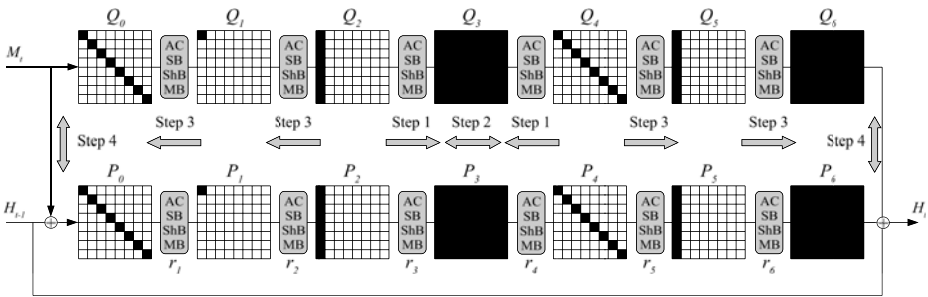 Q0 Q1 Q2 Q3 Q4 Q5 Q6
Mt
AC AC AC AC AC AC
SB SB SB SB SB SB
ShB ShB ShB ShB ShB ShB
MB MB MB MB MB MB
Step 4 Step 3 Step 3 Step 1 Step 2 Step 1 Step 3 Step 3 Step 4
P0 P1 P2 P3 P4 P5 P6
Ht-1 Ht
AC AC AC AC AC AC
SB SB SB SB SB SB
ShB ShB ShB ShB ShB ShB
MB MB MB MB MB MB
r1 r2 r3 r4 r5 r6